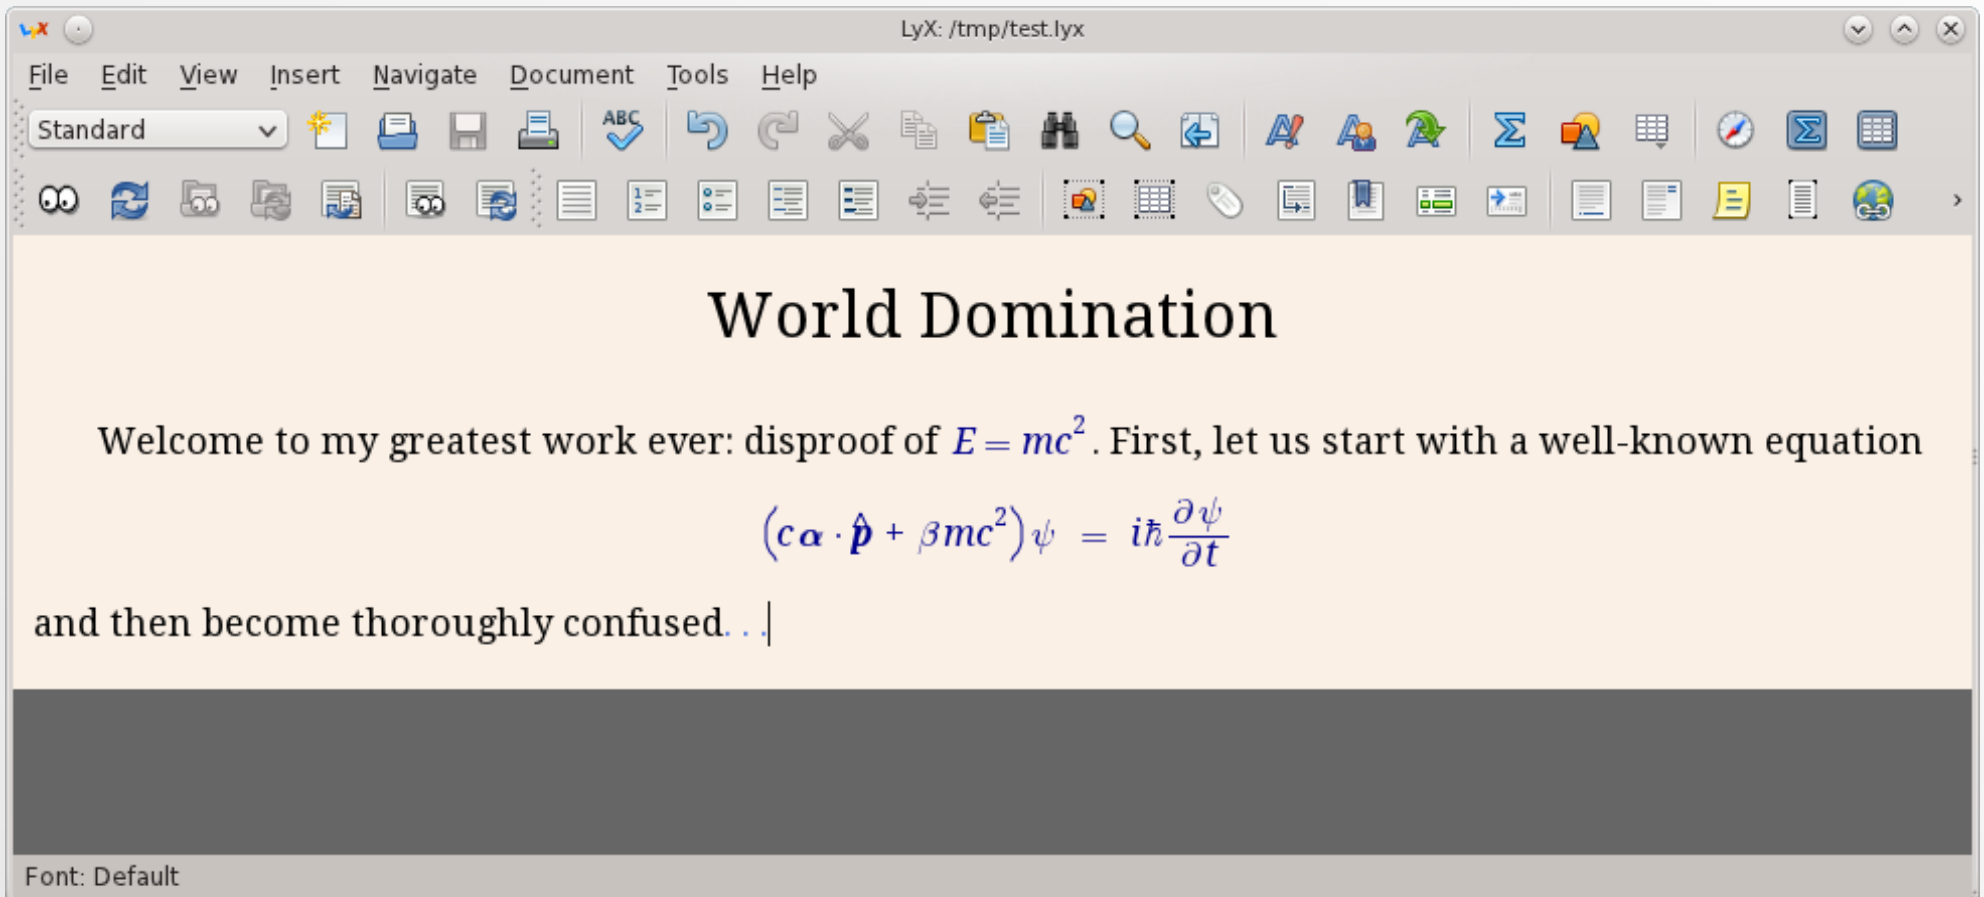 LyX LyX: /tmp/test.lyx
File Edit View Insert Navigate Document Tools Help
Standard ABC
World Domination
Welcome to my greatest work ever: disproof of E = mc². First, let us start with a well-known equation
(cα · p̂ + βmc²)ψ = iħ ∂ψ/∂t
and then become thoroughly confused. . .
Font: Default